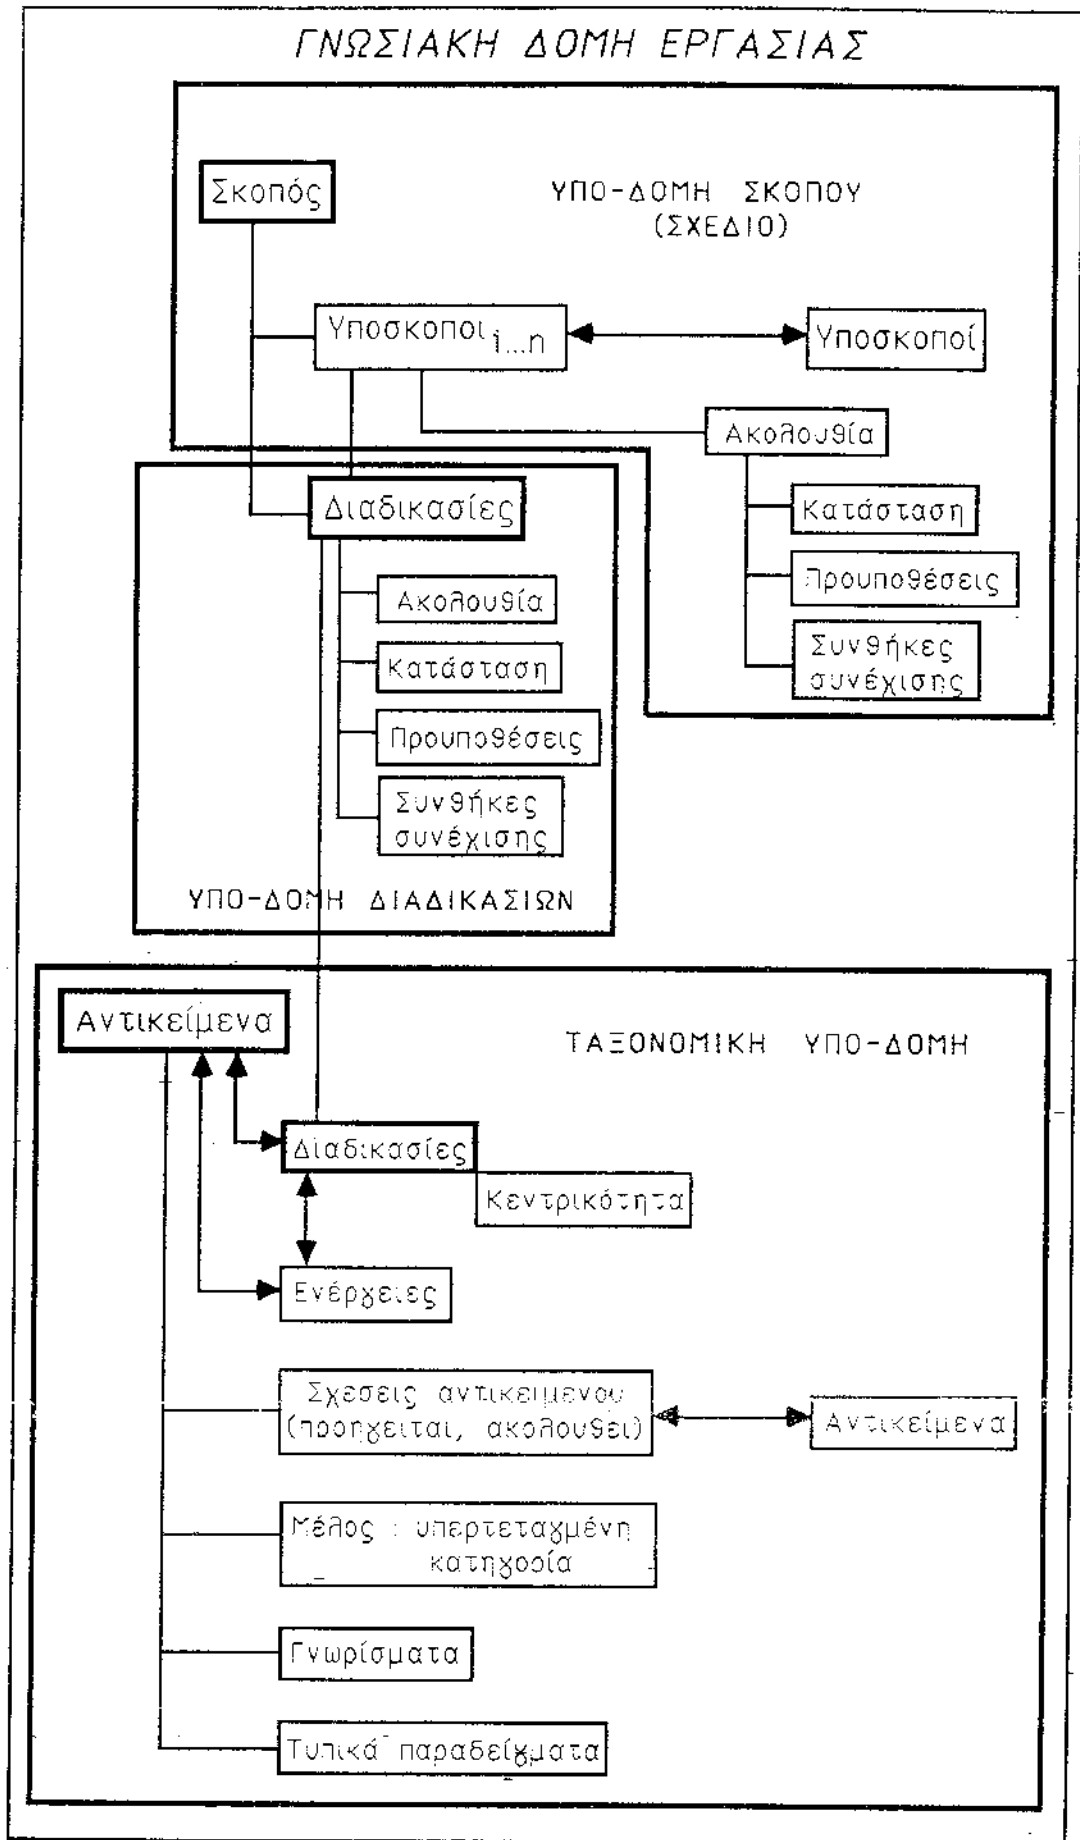 ΓΝΩΣΙΑΚΗ ΔΟΜΗ ΕΡΓΑΣΙΑΣ
Σκοπός
ΥΠΟ-ΔΟΜΗ ΣΚΟΠΟΥ
(ΣΧΕΔΙΟ)
Υποσκοποι i...n
Υποσκοποί
Ακολουθία
Κατάσταση
Προυποθέσεις
Συνθήκες
συνέχισης
Διαδικασίες
Ακολουθία
Κατάσταση
Προυποθέσεις
Συνθήκες
συνέχισης
ΥΠΟ-ΔΟΜΗ ΔΙΑΔΙΚΑΣΙΩΝ
Αντικείμενα
ΤΑΞΟΝΟΜΙΚΗ ΥΠΟ-ΔΟΜΗ
Διαδικασίες
Κεντρικότητα
Ενέργειες
Σχεσεις αντικειμενου
(προηγειται, ακολουθεί)
Αντικείμενα
Μέλος : υπερτεταγμένη
κατηγορία
Γνωρίσματα
Τυπικά παραδείγματα